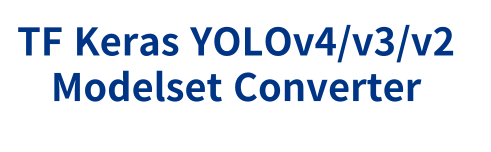 TF Keras YOLOv4/v3/v2
Modelset Converter